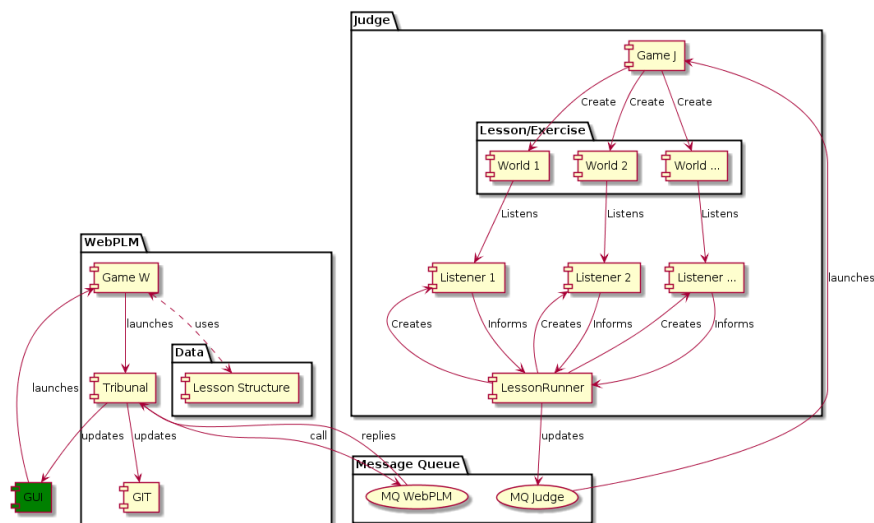 Judge
Game J
Create
Create
Create
Lesson/Exercise
World 1
World 2
World ...
Listens
Listens
Listens
WebPLM
Game W
Listener 1
Listener 2
Listener ...
launches
launches
uses
Creates
Informs
Creates
Informs
Creates
Informs
Data
Tribunal
Lesson Structure
LessonRunner
launches
updates
updates
call
replies
updates
Message Queue
GUI
GIT
MQ WebPLM
MQ Judge